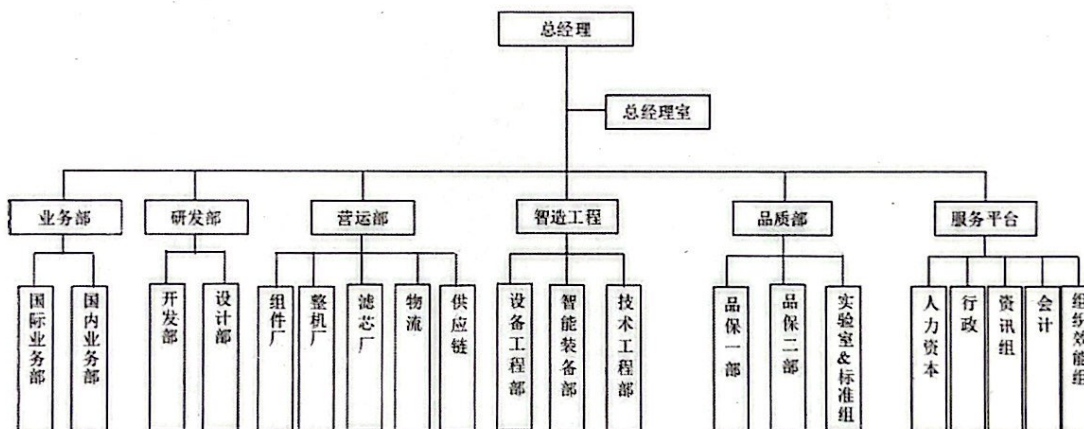 总经理
总经理室
业务部
研发部
营运部
智造工程
品质部
服务平台
国际业务部
国内业务部
开发部
设计部
组件厂
整机厂
滤芯厂
物流
供应链
设备工程部
智能装备部
技术工程部
品保一部
品保二部
实验室&标准组
人力资本
行政
资讯组
会计
组织效能组